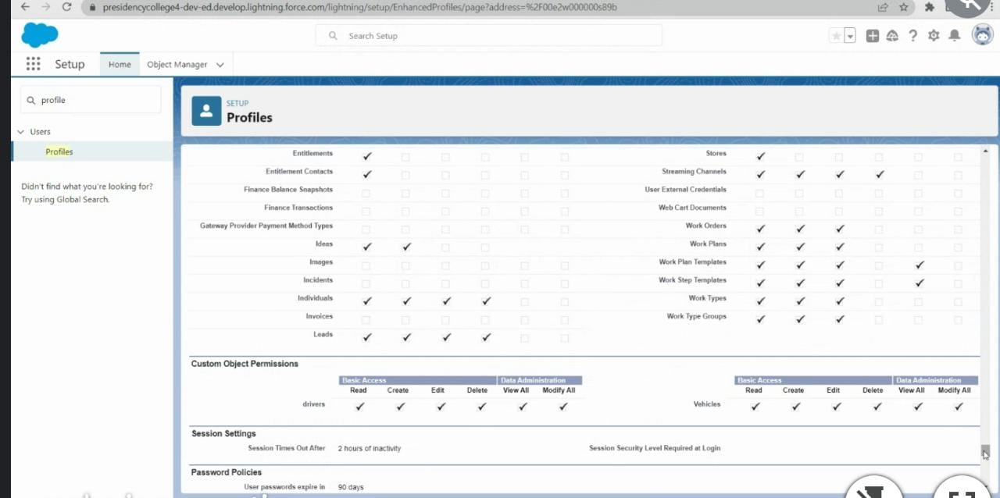 presidencycollege4-dev-ed.develop.lightning.force.com/lightning/setup/EnhancedProfiles/page?address=%2F00e2w000000s89b
Search Setup
Setup
Home
Object Manager
profile
Users
Profiles
Didn't find what you're looking for?
Try using Global Search.
SETUP
Profiles
Entitlements
Entitlement Contacts
Finance Balance Snapshots
Finance Transactions
Gateway Provider Payment Method Types
Ideas
Images
Incidents
Individuals
Invoices
Leads
Stores
Streaming Channels
User External Credentials
Web Cart Documents
Work Orders
Work Plans
Work Plan Templates
Work Step Templates
Work Types
Work Type Groups
Custom Object Permissions
Basic Access Data Administration
Read Create Edit Delete View All Modify All
drivers
Basic Access Data Administration
Read Create Edit Delete View All Modify All
Vehicles
Session Settings
Session Times Out After 2 hours of inactivity
Session Security Level Required at Login
Password Policies
User passwords expire in 90 days